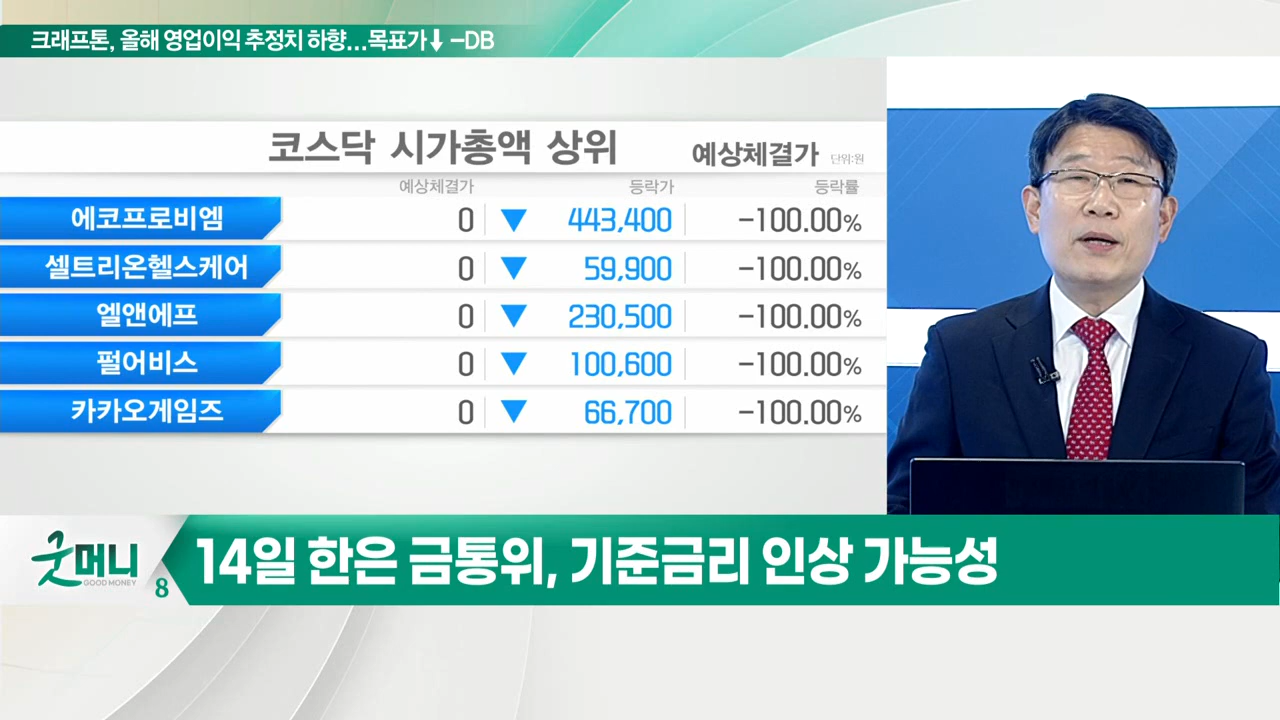 크래프톤, 올해 영업이익 추정치 하향...목표가↓ -DB
코스닥 시가총액 상위 예상체결가 단위:원
예상체결가 등락가 등락률
에코프로비엠 0 ▼ 443,400 -100.00%
셀트리온헬스케어 0 ▼ 59,900 -100.00%
엘앤에프 0 ▼ 230,500 -100.00%
펄어비스 0 ▼ 100,600 -100.00%
카카오게임즈 0 ▼ 66,700 -100.00%
굿머니
GOOD MONEY
8
14일 한은 금통위, 기준금리 인상 가능성